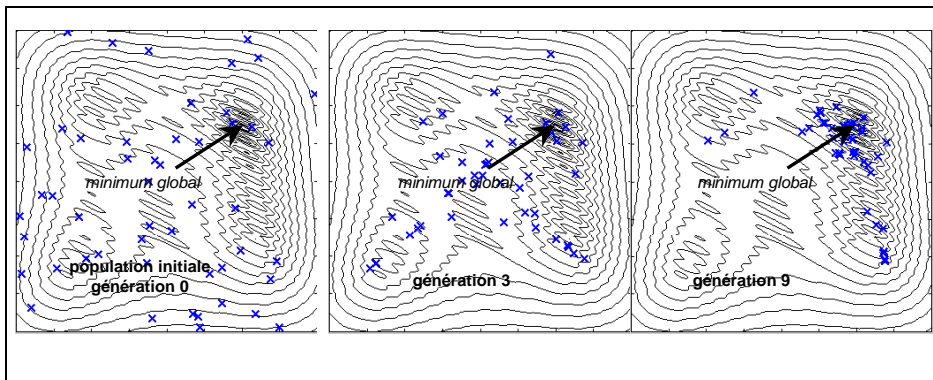 minimum global
population initiale
génération 0
minimum global
génération 3
minimum global
génération 9